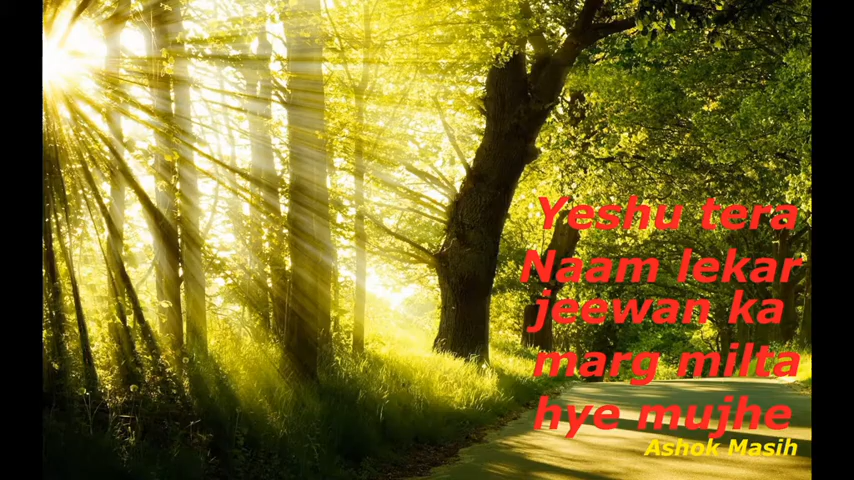 Yeshu tera
Naam lekar
jeewan ka
marg milta
hye mujhe
Ashok Masih